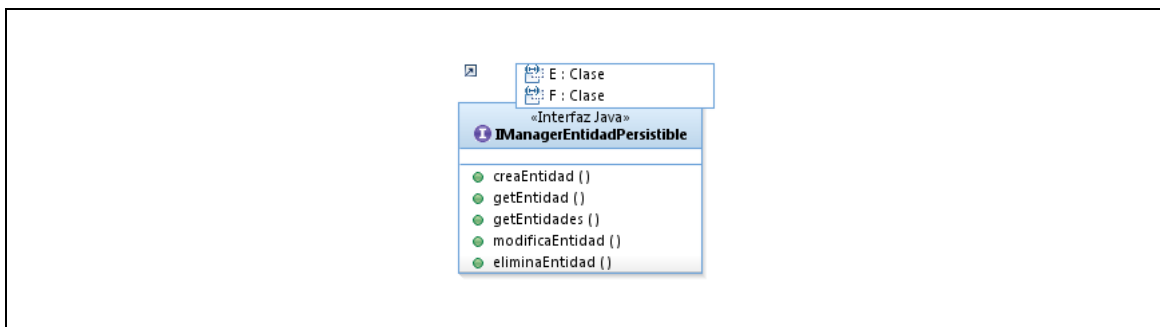 E : Clase
F : Clase
«Interfaz Java»
I IManagerEntidadPersistible
creaEntidad ( )
getEntidad ( )
getEntidades ( )
modificaEntidad ( )
eliminaEntidad ( )